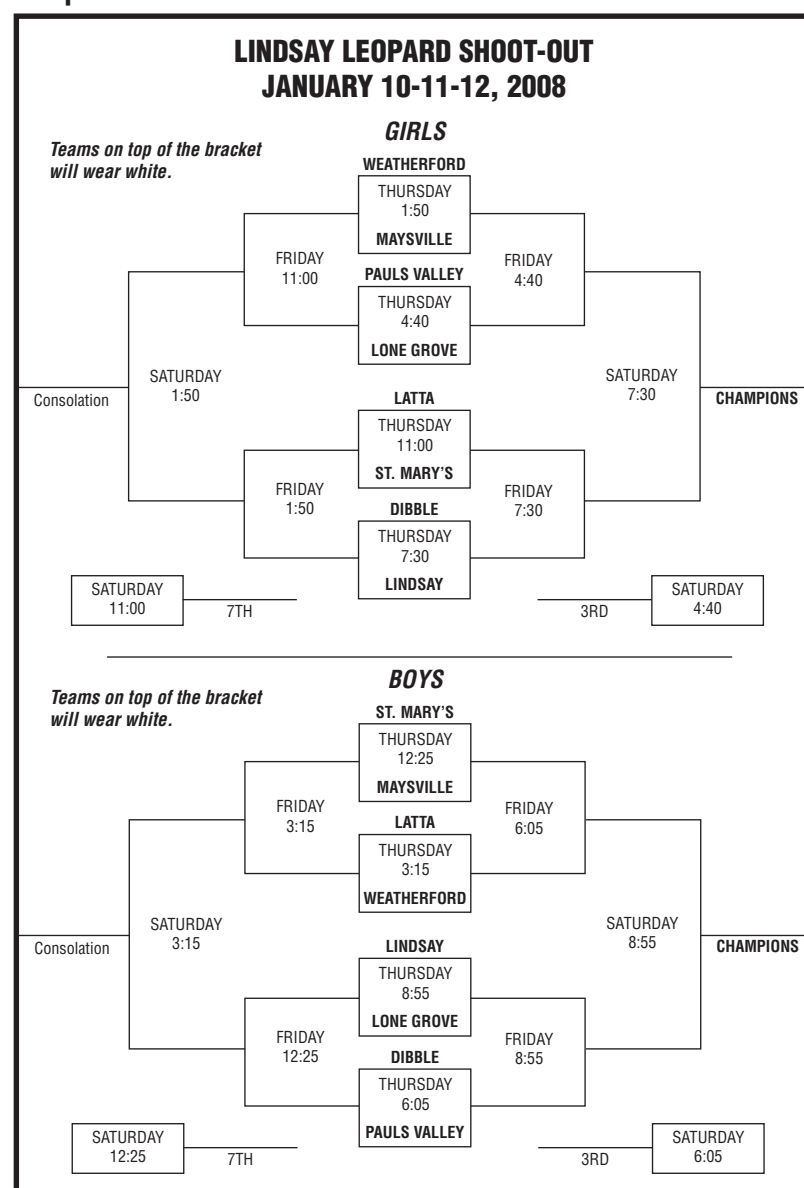 LINDSAY LEOPARD SHOOT-OUT
JANUARY 10-11-12, 2008
GIRLS
Teams on top of the bracket
will wear white.
WEATHERFORD
THURSDAY
1:50
MAYSVILLE
FRIDAY
11:00
FRIDAY
4:40
PAULS VALLEY
THURSDAY
4:40
LONE GROVE
SATURDAY
1:50
SATURDAY
7:30
Consolation
CHAMPIONS
LATTA
THURSDAY
11:00
ST. MARY'S
FRIDAY
1:50
FRIDAY
7:30
DIBBLE
THURSDAY
7:30
LINDSAY
SATURDAY
11:00
7TH
3RD
SATURDAY
4:40
BOYS
Teams on top of the bracket
will wear white.
ST. MARY'S
THURSDAY
12:25
MAYSVILLE
FRIDAY
3:15
FRIDAY
6:05
LATTA
THURSDAY
3:15
WEATHERFORD
SATURDAY
3:15
SATURDAY
8:55
Consolation
CHAMPIONS
LINDSAY
THURSDAY
8:55
LONE GROVE
FRIDAY
12:25
FRIDAY
8:55
DIBBLE
THURSDAY
6:05
PAULS VALLEY
SATURDAY
12:25
7TH
3RD
SATURDAY
6:05